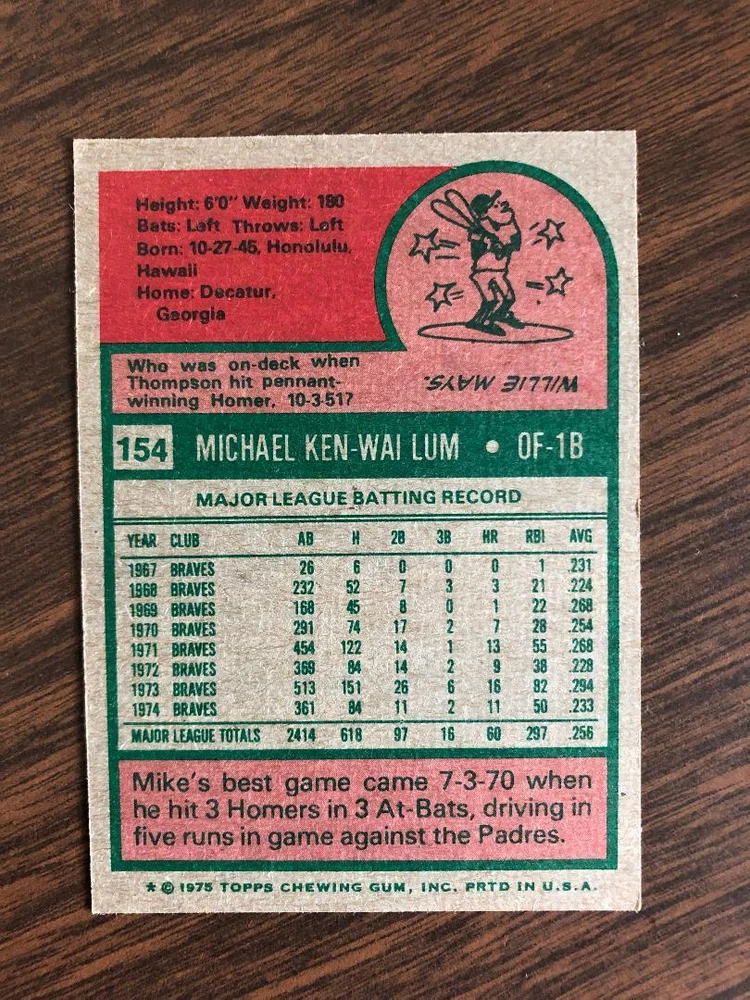 Height: 6'0" Weight: 180
Bats: Left Throws: Left
Born: 10-27-45, Honolulu,
Hawaii
Home: Decatur,
Georgia
Who was on-deck when
Thompson hit pennant-
winning Homer, 10-3-51?
WILLIE MAYS.
154 MICHAEL KEN-WAI LUM • OF-1B
MAJOR LEAGUE BATTING RECORD
YEAR CLUB AB H 2B 3B HR RBI AVG
1967 BRAVES 26 6 0 0 0 1 .231
1968 BRAVES 232 52 7 3 3 21 .224
1969 BRAVES 168 45 8 0 1 22 .268
1970 BRAVES 291 74 17 2 7 28 .254
1971 BRAVES 454 122 14 1 13 55 .268
1972 BRAVES 369 84 14 2 9 38 .228
1973 BRAVES 513 151 26 6 16 82 .294
1974 BRAVES 361 84 11 2 11 50 .233
MAJOR LEAGUE TOTALS 2414 618 97 16 60 297 .256
Mike's best game came 7-3-70 when
he hit 3 Homers in 3 At-Bats, driving in
five runs in game against the Padres.
* © 1975 TOPPS CHEWING GUM, INC. PRTD IN U.S.A.